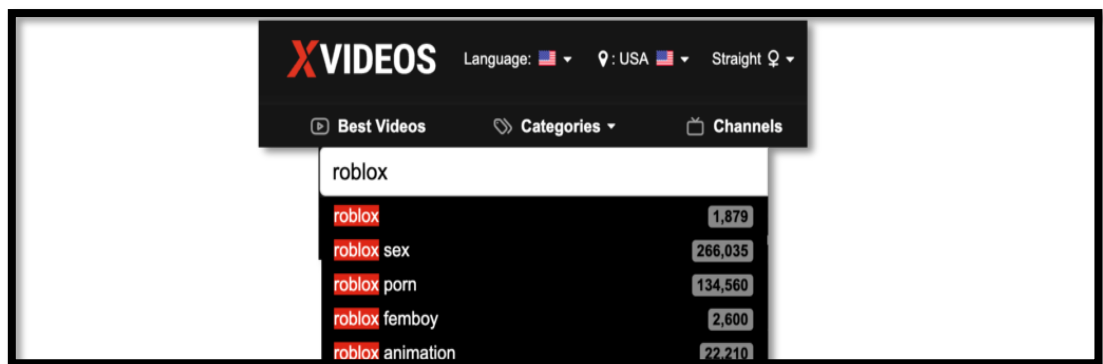 XVIDEOS Language: : USA Straight
Best Videos Categories Channels
roblox
roblox 1,879
roblox sex 266,035
roblox porn 134,560
roblox femboy 2,600
roblox animation 22,210